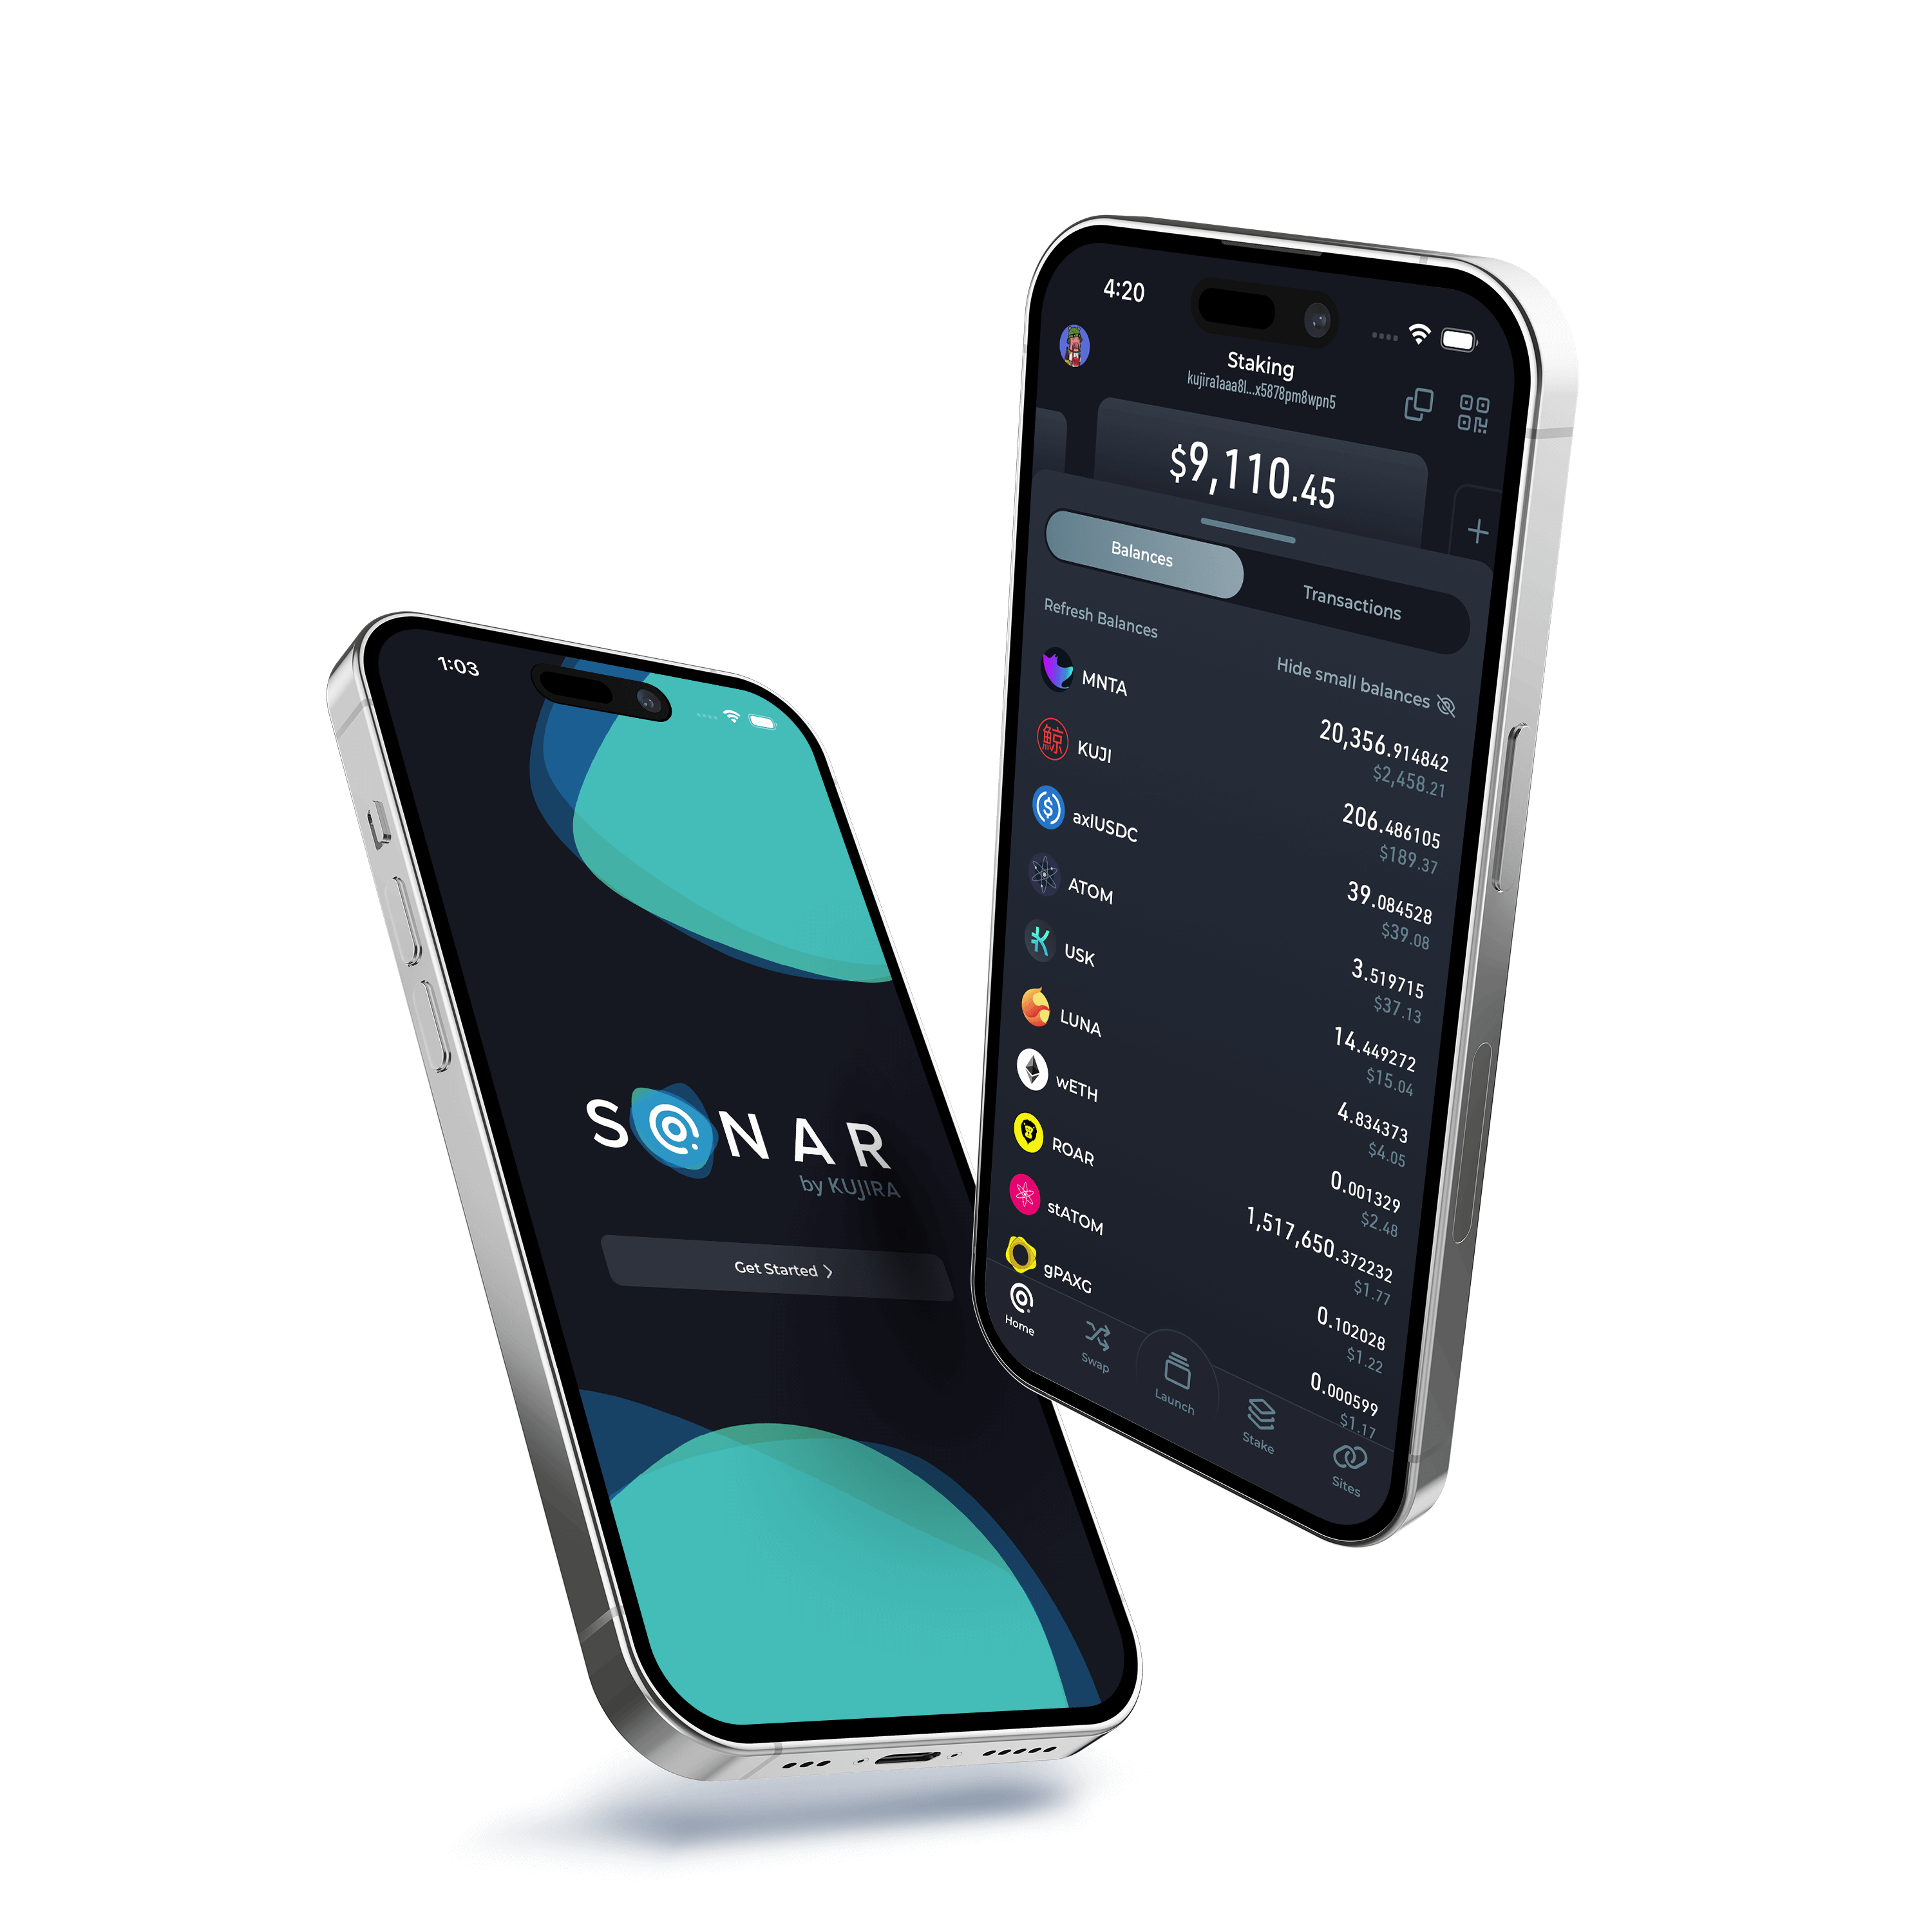 1:03
SONAR
by KUJIRA
Get Started
4:20
Staking
kujira1aaa8l...x5878pm8wpn5
$9,110.45
Balances
Transactions
Refresh Balances
Hide small balances
MNTA
20,356.914842
$2,458.21
KUJI
206.486105
$189.37
axlUSDC
39.084528
$39.08
ATOM
3.519715
$37.13
USK
14.449272
$15.04
LUNA
4.834373
$4.05
wETH
0.001329
$2.48
ROAR
1,517,650.372232
$1.77
stATOM
0.102028
$1.22
gPAXG
0.000599
$1.17
Home
Swap
Launch
Stake
Sites
鯨